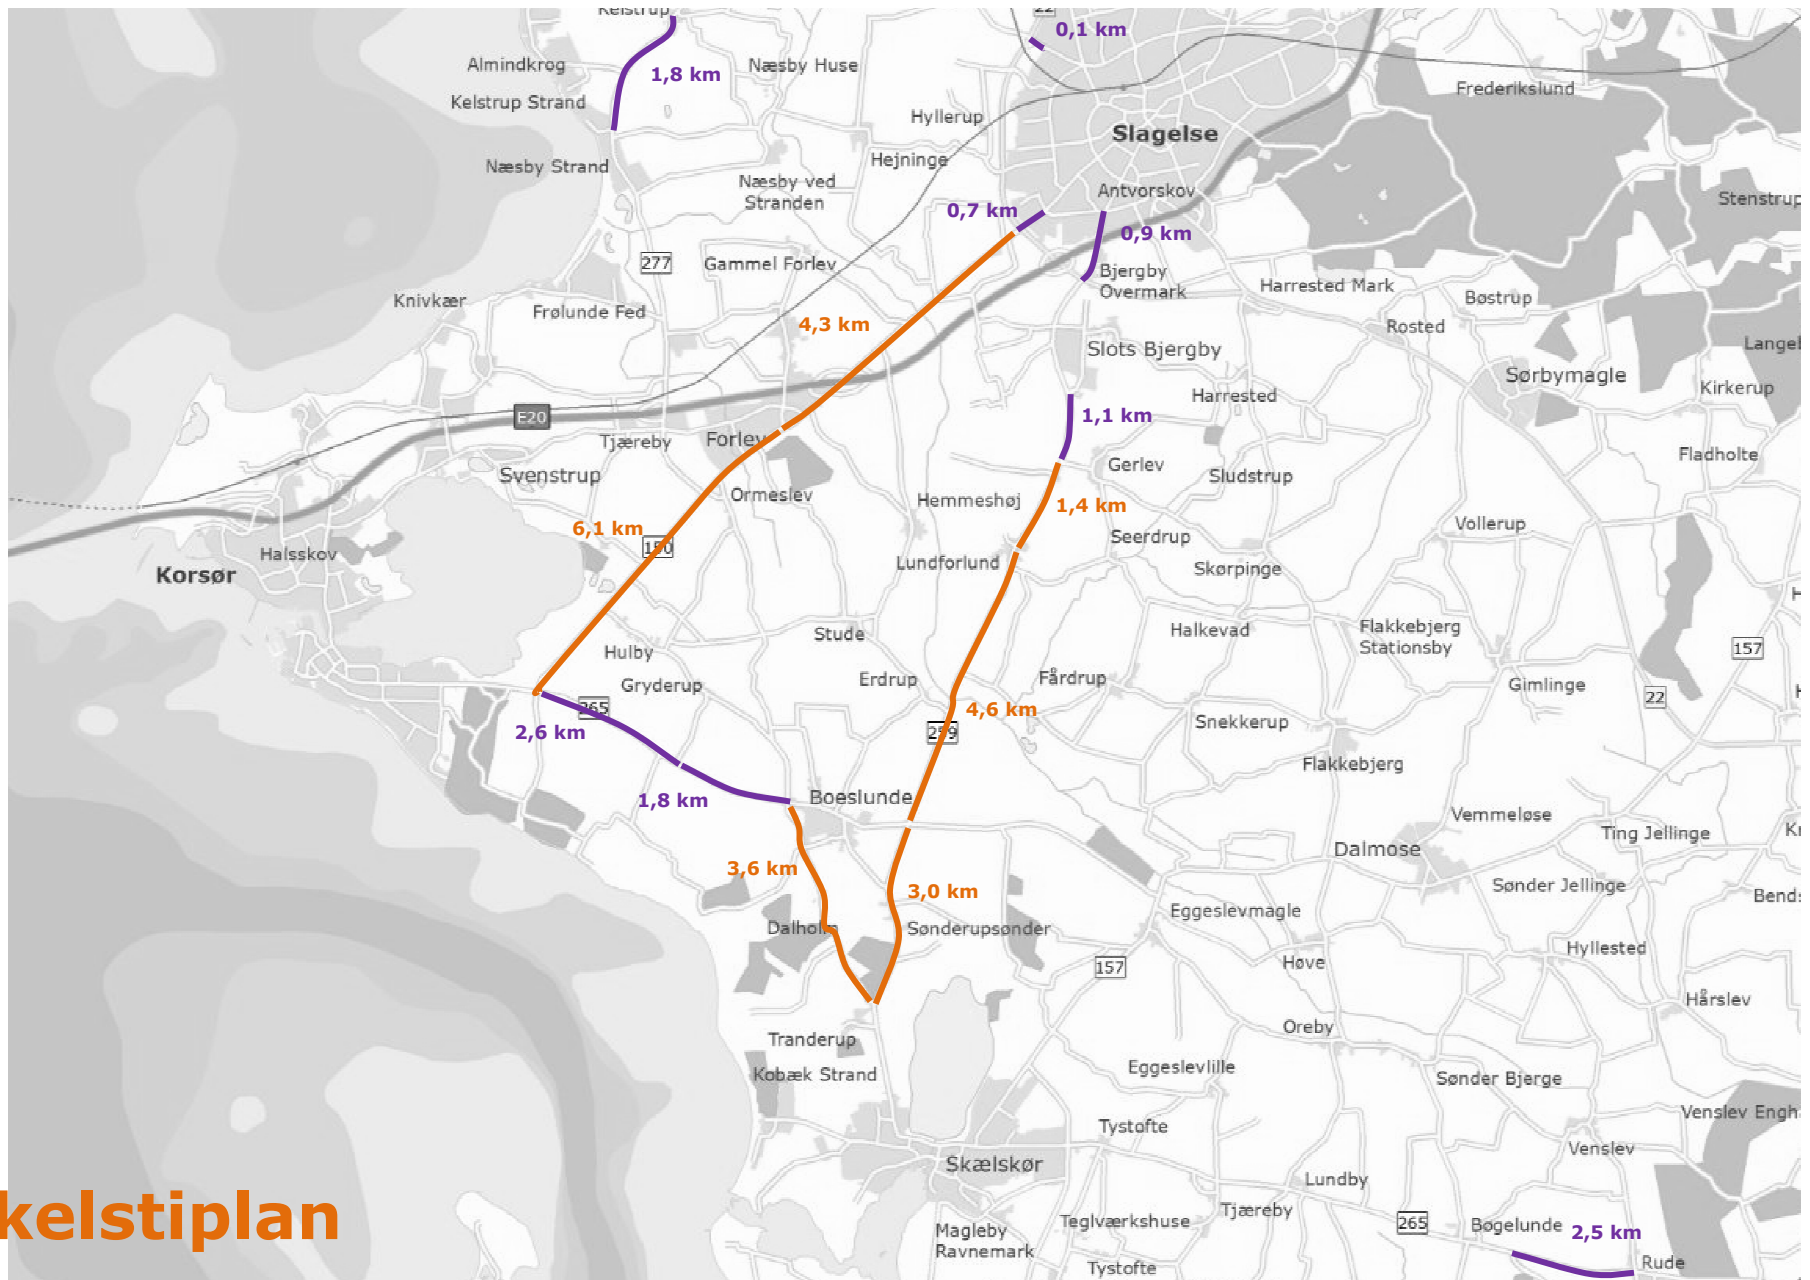 Kelstrup
22
0,1 km
Almindkrog
1,8 km
Næsby Huse
Frederikslund
Kelstrup Strand
Hyllerup
Slagelse
Næsby Strand
Hejninge
Næsby ved
Stranden
Antvorskov
Stenstrup
0,7 km
0,9 km
277
Gammel Forlev
Bjergby
Overmark
Harrested Mark
Bøstrup
Knivkær
Frølunde Fed
4,3 km
Rosted
Slots Bjergby
Sørbymagle
Kirkerup
Harrested
E20
1,1 km
Tjæreby
Forlev
Fladholte
Svenstrup
Gerlev
Sludstrup
Ormeslev
Hemmeshøj
1,4 km
6,1 km
150
Seerdrup
Vollerup
Halsskov
Korsør
Lundforlund
Skørpinge
Stude
Halkevad
Flakkebjerg
Stationsby
157
Hulby
Gryderup
Erdrup
Fårdrup
Gimlinge
22
265
4,6 km
Snekkerup
2,6 km
259
Flakkebjerg
1,8 km
Boeslunde
Vemmeløse
Ting Jellinge
Dalmose
3,6 km
3,0 km
Sønder Jellinge
Eggeslevmagle
Dalholm
Sønderupsønder
Hyllested
157
Høve
Hårslev
Oreby
Tranderup
Kobæk Strand
Eggeslevlille
Sønder Bjerge
Venslev Engh
Tystofte
Venslev
Skælskør
Lundby
kelstiplan
Tjæreby
Teglværkshuse
265
Bøgelunde
2,5 km
Magleby
Ravnemark
Rude
Tystofte